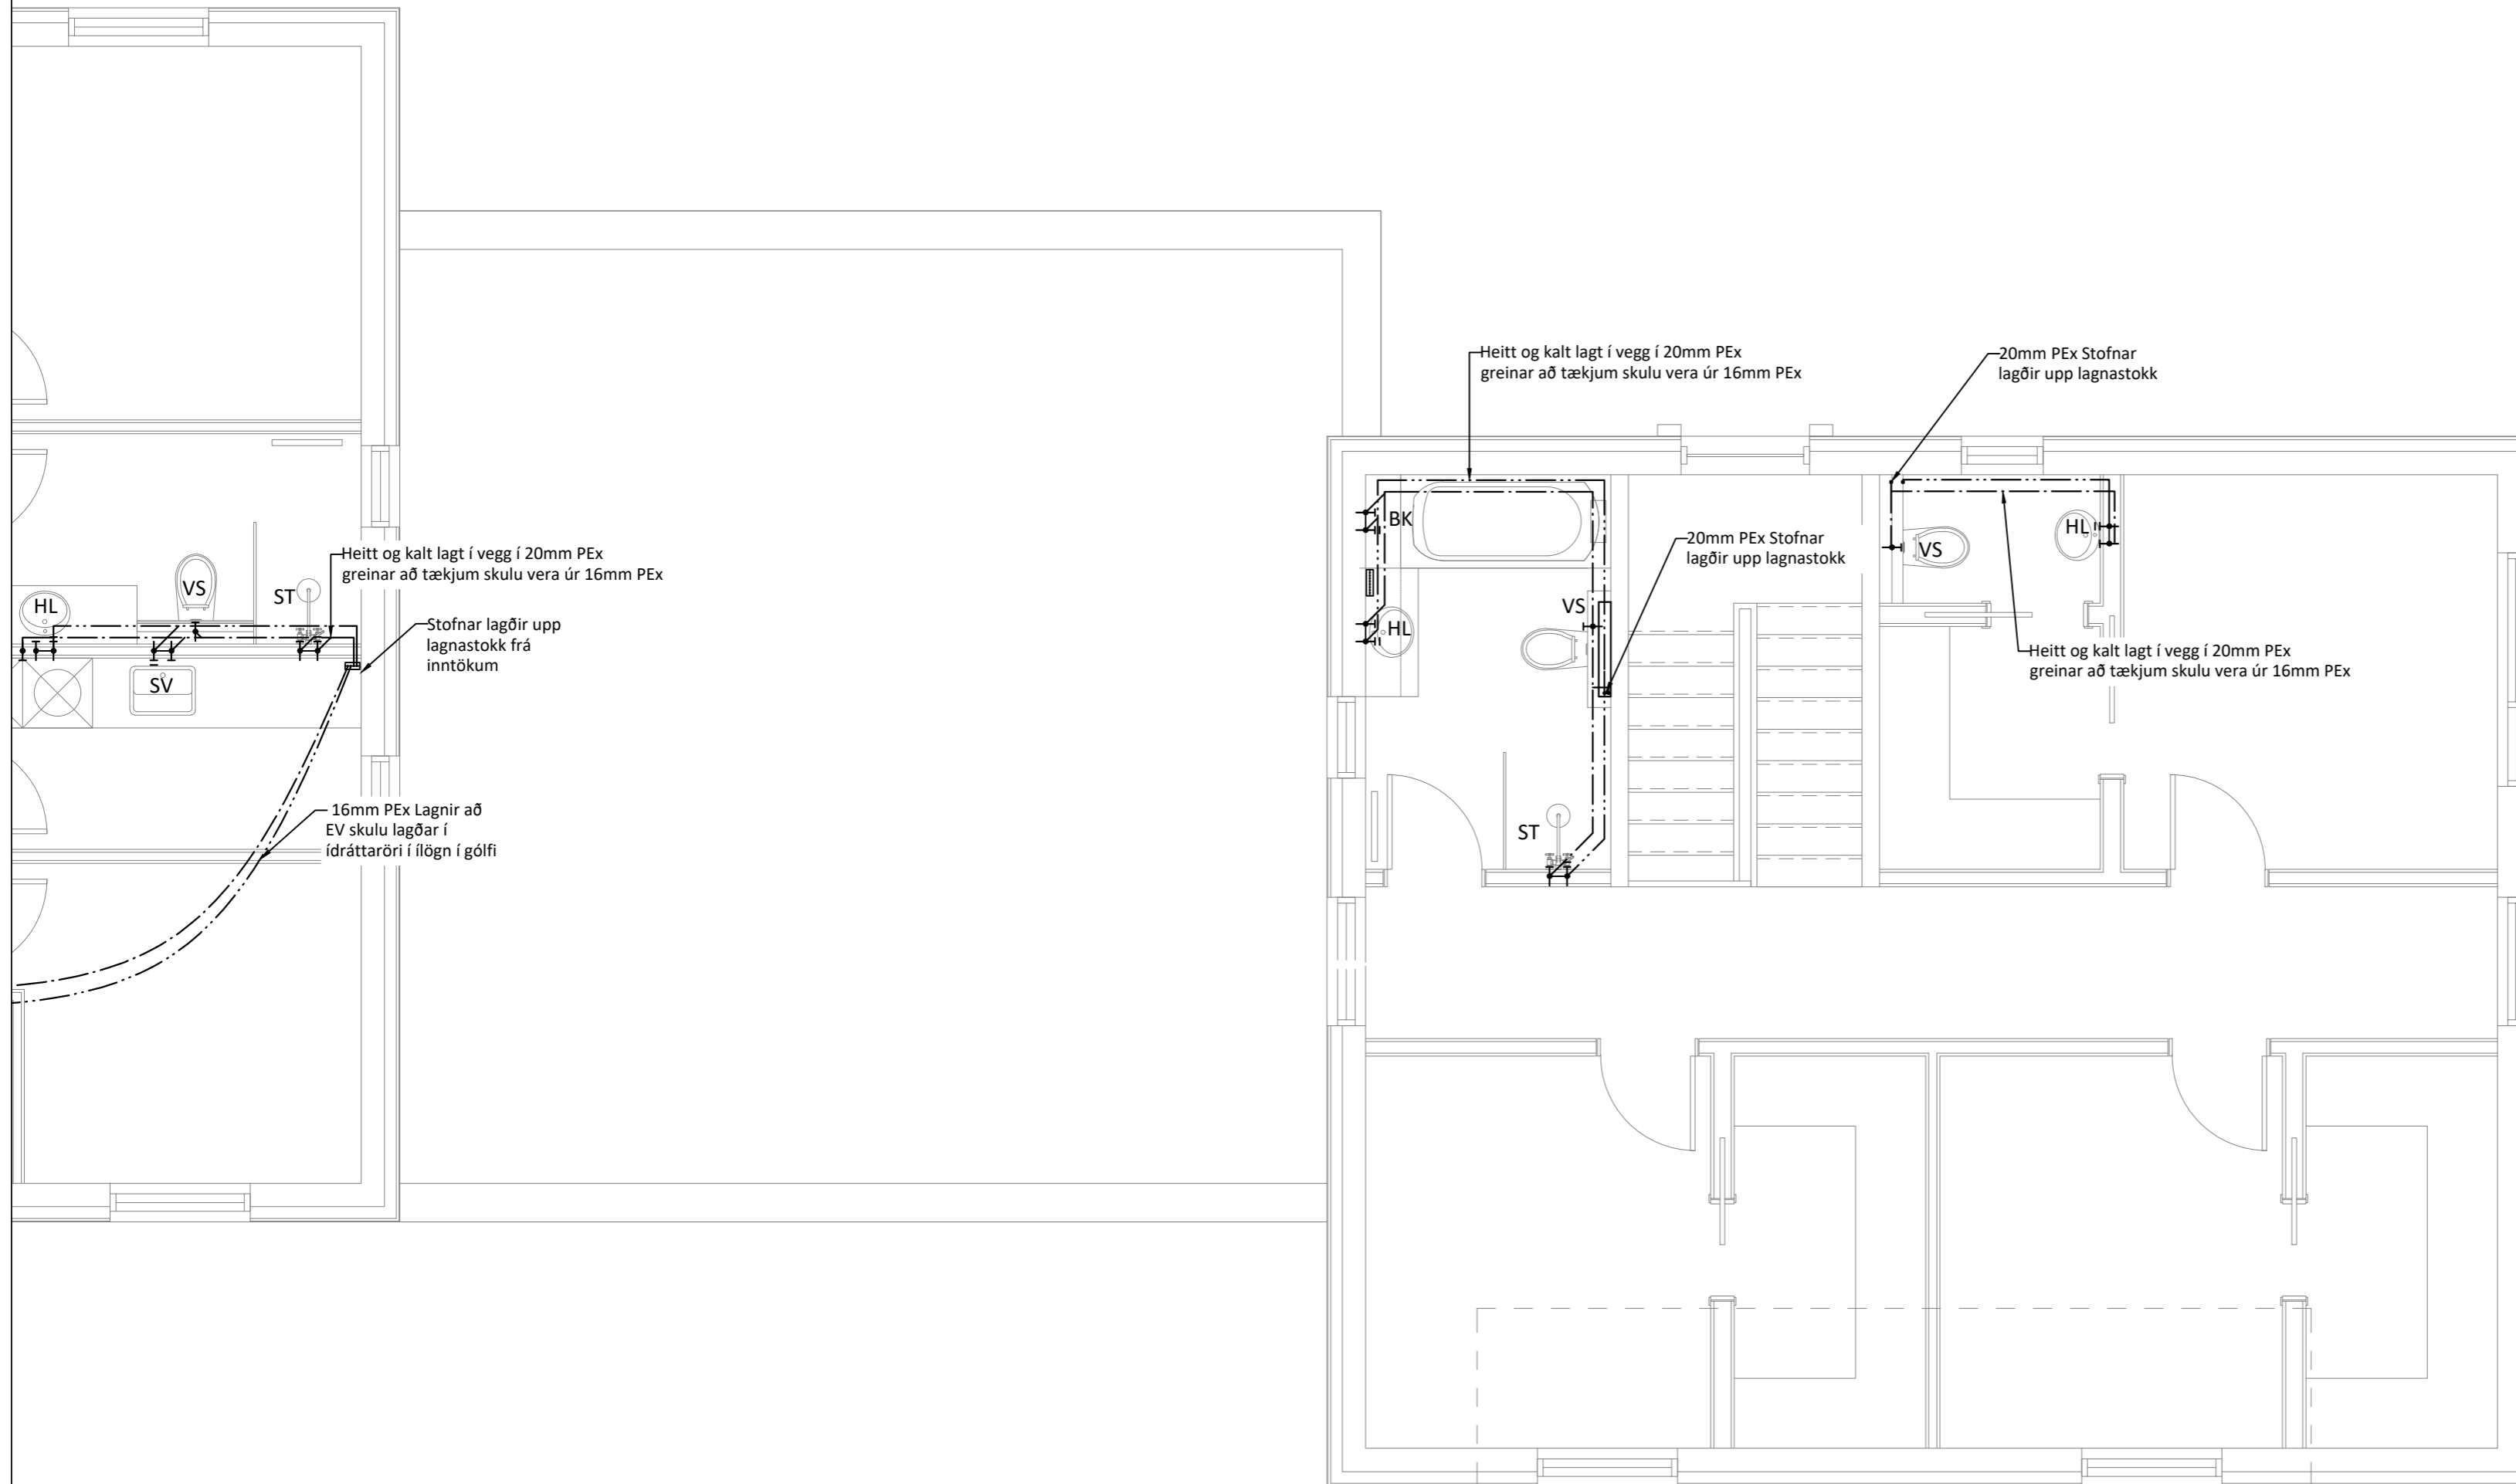 Heitt og kalt lagt í vegg í 20mm PEx
greinar að tækjum skulu vera úr 16mm PEx
20mm PEx Stofnar
lagðir upp lagnastokk
BK
HL
VS
20mm PEx Stofnar
lagðir upp lagnastokk
Heitt og kalt lagt í vegg í 20mm PEx
greinar að tækjum skulu vera úr 16mm PEx
VS
HL
ST
HL
VS
Stofnar lagðir upp
lagnastokk frá
inntökum
Heitt og kalt lagt í vegg í 20mm PEx
greinar að tækjum skulu vera úr 16mm PEx
SV
16mm PEx Lagnir að
EV skulu lagðar í
ídráttaröri í ílögn í gólfi
ST